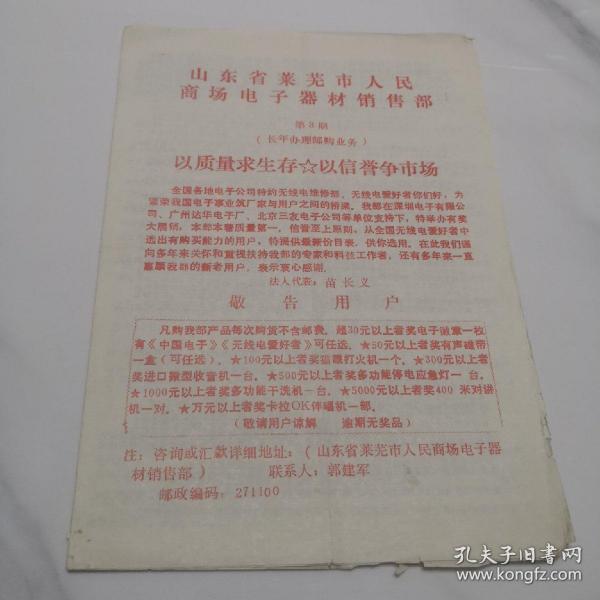 山东省莱芜市人民
商场电子器材销售部
第3期
(长年办理邮购业务)
以质量求生存☆以信誉争市场
全国各地电子公司特约无线电维修部、无线电爱好者你们好,为
繁荣我国电子事业筑厂家与用户之间的桥梁。我部在深圳电子有限公
司、广州达华电子厂、北京三友电子公司等单位支持下,特举办有奖
大展销,本部本着质量第一,信誉至上原则,从全国无线电爱好者中
选出有购买能力的用户,特提供最新价目表,供你选用。在此我们谨
向多年来关怀和重视扶持我部的专家和科技工作者,还有多年来一直
惠顾我部的新老用户,表示衷心感谢.
法人代表:苗长义
敬告用户
凡购我部产品每次购货不含邮费,超30元以上者奖电子徽章一枚
有《中国电子》《无线电爱好者》可任选。★50元以上者奖有声磁带
一盒(可任选)。★100元以上者奖猫眼打火机一个。★300元以上者
奖进口微型收音机一台。★500元以上者奖多功能停电应急灯一台。
★1000元以上者奖多功能干洗机一台。★5000元以上者奖400米对讲
机一对。★万元以上者奖卡拉OK伴唱机一部。
(敬请用户谅解 逾期无奖品)
注:咨询或汇款详细地址:(山东省莱芜市人民商场电子器
材销售部) 联系人:郭建军
邮政编码:271100
孔夫子旧书网
www.kongfz.com